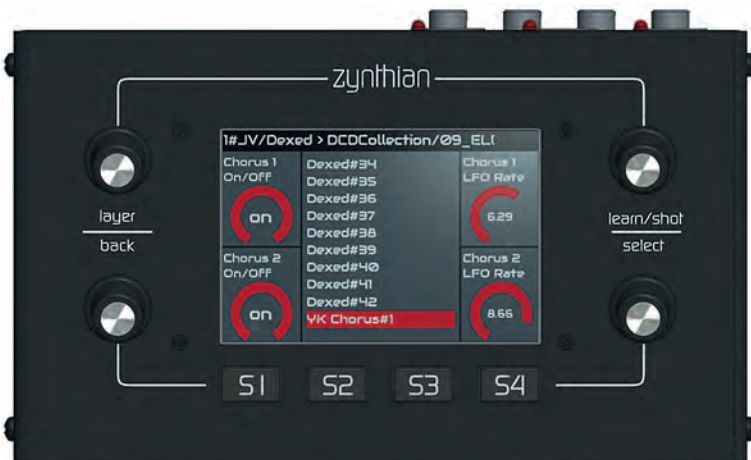 zynthian
1#JV/Dexed > DCDCollection/09_EL(
Chorus 1
On/Off
on
Chorus 2
On/Off
on
Dexed#34
Dexed#35
Dexed#36
Dexed#37
Dexed#38
Dexed#39
Dexed#40
Dexed#41
Dexed#42
YK Chorus#1
Chorus 1
LFO Rate
6.29
Chorus 2
LFO Rate
8.66
layer
back
learn/shot
select
S1 S2 S3 S4